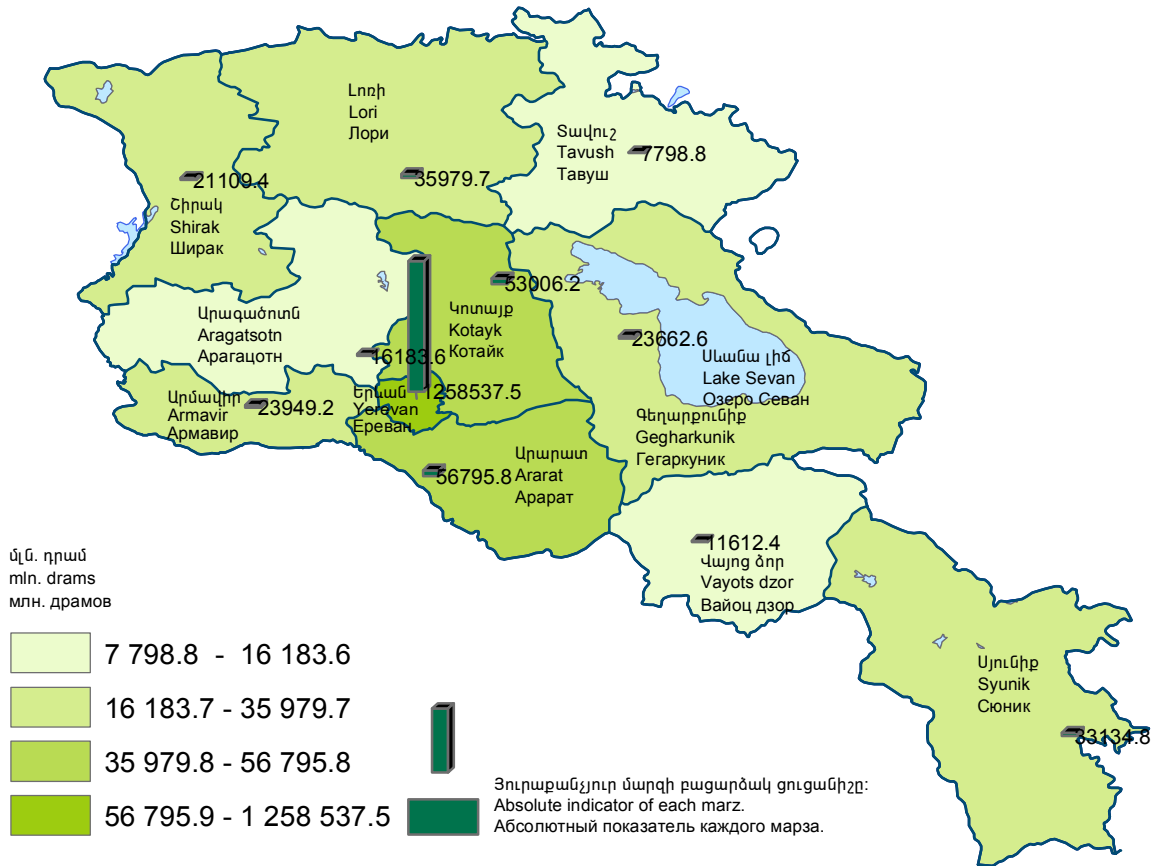 Լոռի
Lori
Лори
35979.7
Տավուշ
Tavush
Тавуш
7798.8
21109.4
Շիրակ
Shirak
Ширак
53006.2
Կոտայք
Kotayk
Котайк
Արագածոտն
Aragatsotn
Арагацотн
16183.6
23662.6
Սևանա լիճ
Lake Sevan
Озеро Севан
Գեղարքունիք
Gegharkunik
Гегаркуник
Արմավիր
Armavir
Армавир
23949.2
Երևան
Yerevan
Ереван
1258537.5
56795.8
Արարատ
Ararat
Арарат
11612.4
Վայոց ձոր
Vayots dzor
Вайоц дзор
Սյունիք
Syunik
Сюник
33134.8
մլն. դրամ
mln. drams
млн. драмов
7 798.8 - 16 183.6
16 183.7 - 35 979.7
35 979.8 - 56 795.8
56 795.9 - 1 258 537.5
Յուրաքանչյուր մարզի բացարձակ ցուցանիշը:
Absolute indicator of each marz.
Абсолютный показатель каждого марза.